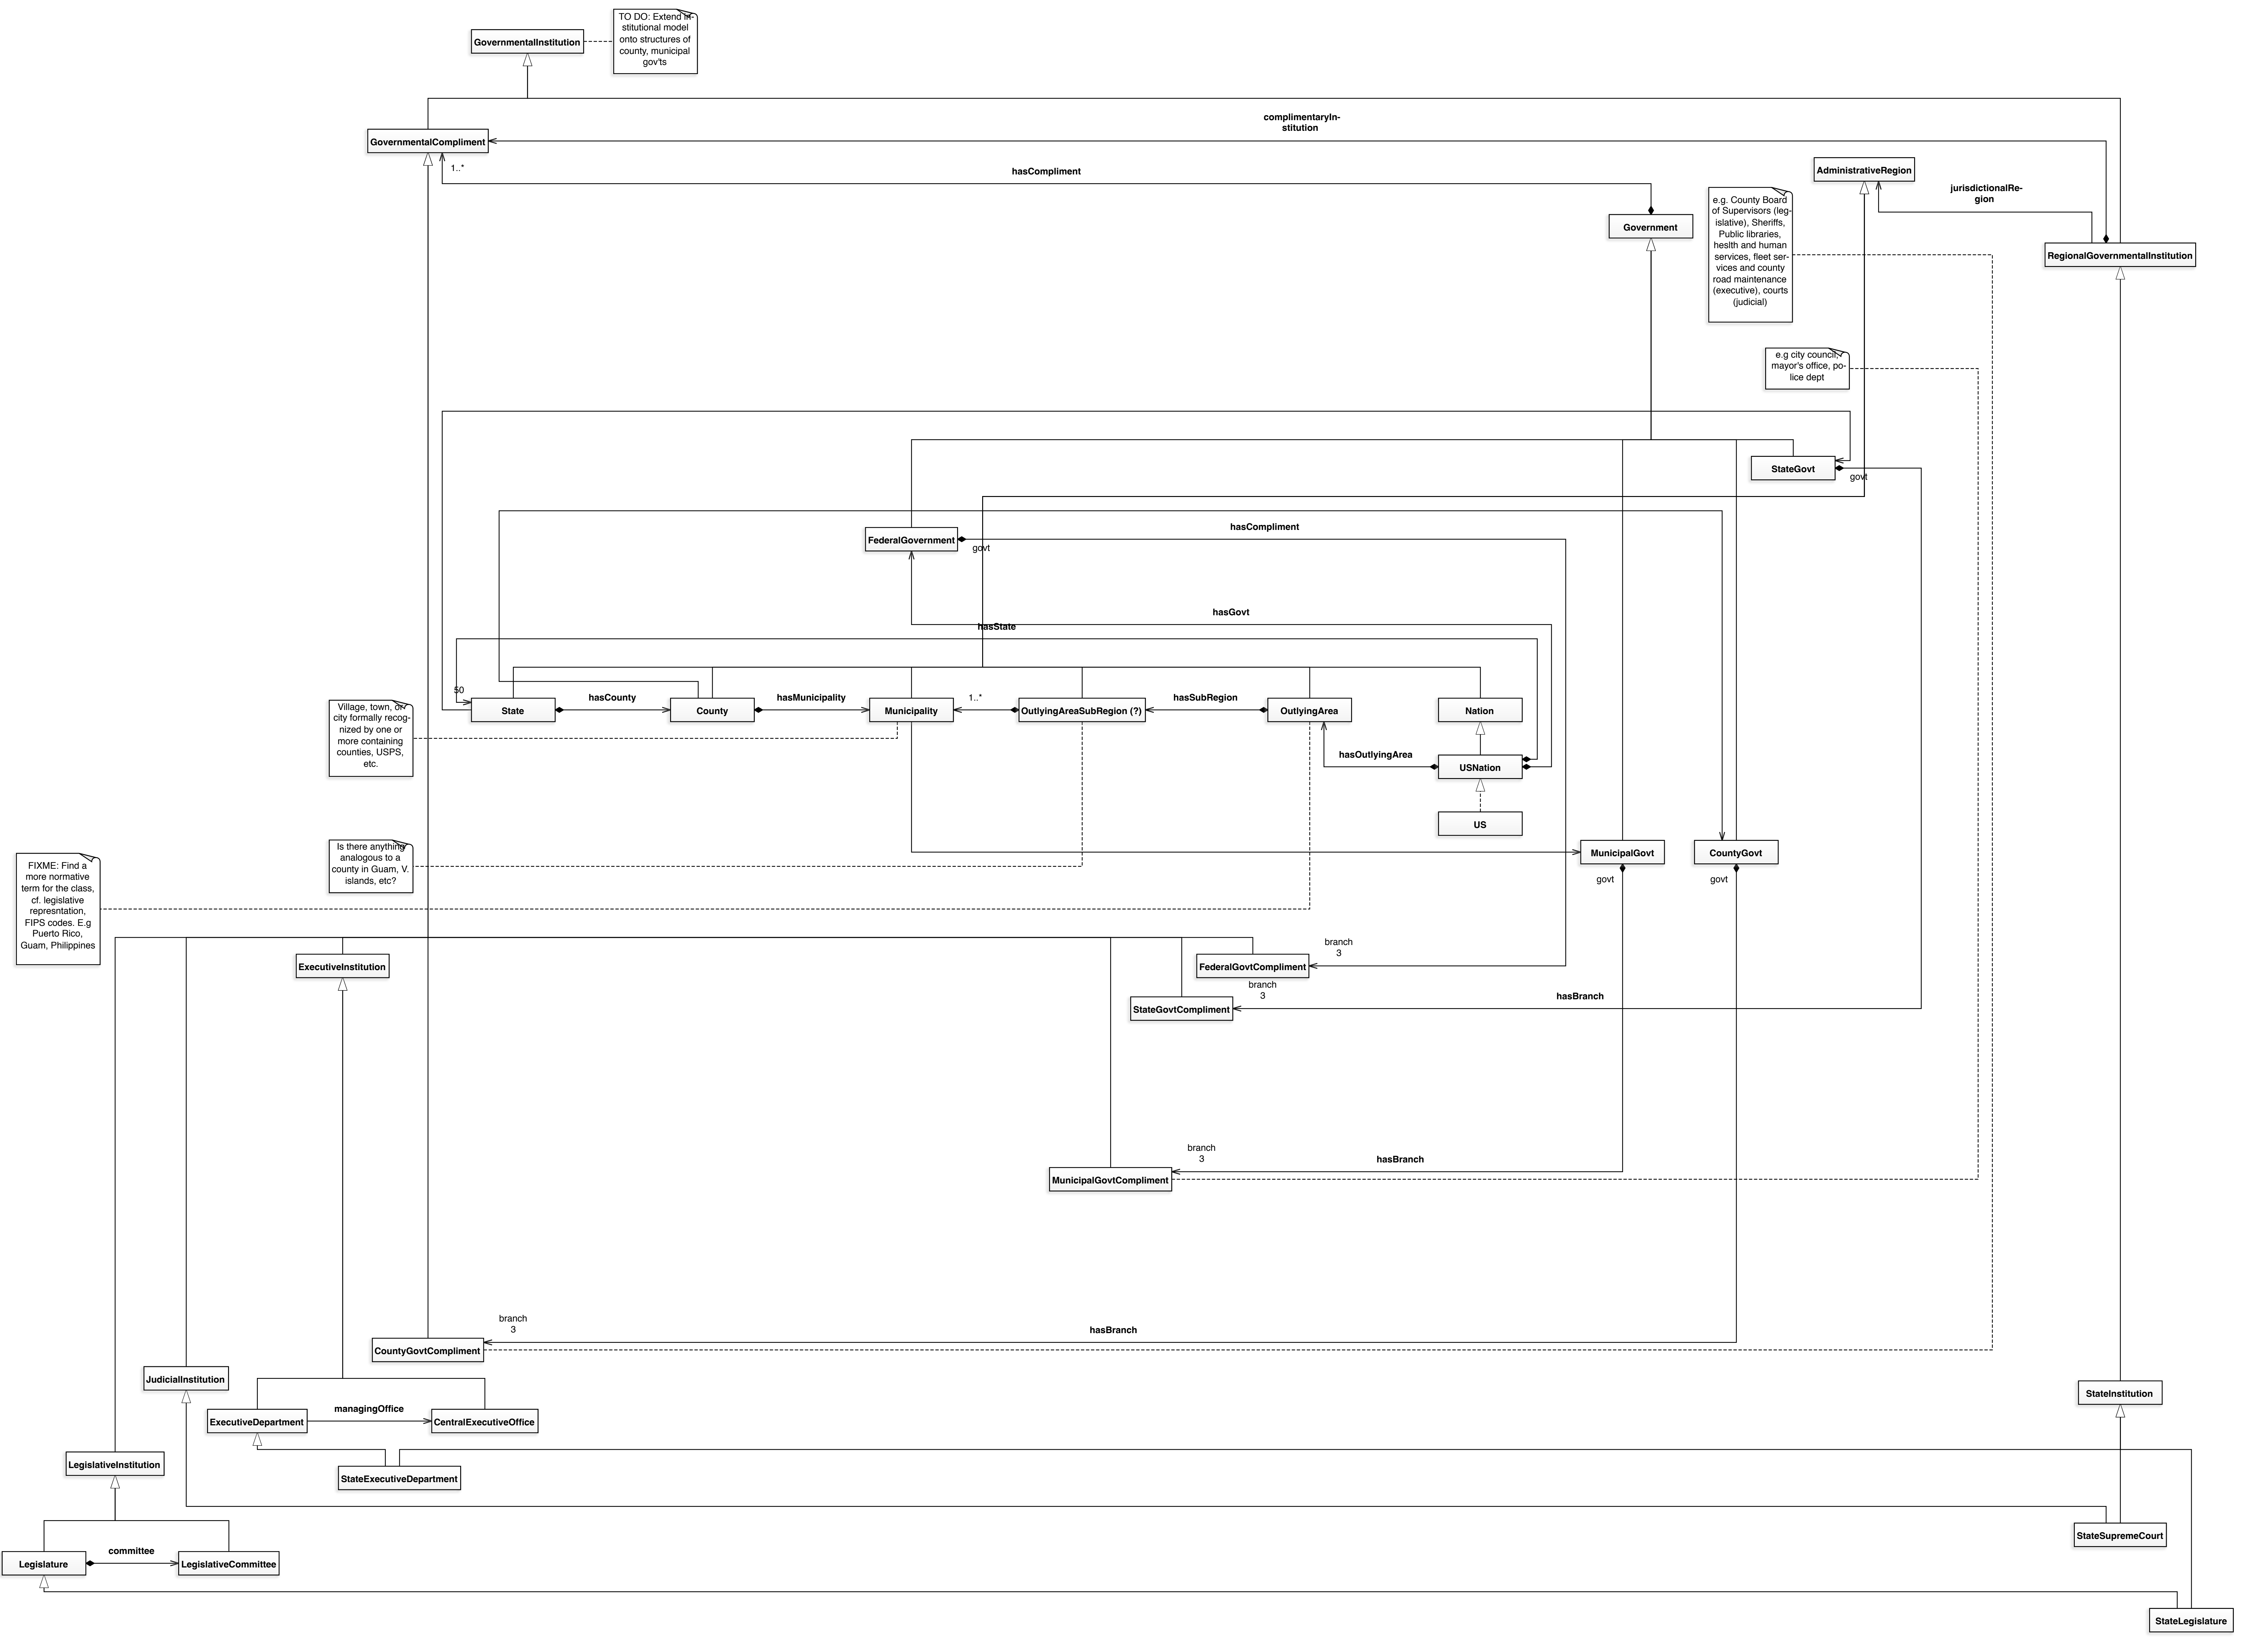 TO DO: Extend in-
stitutional model
onto structures of
county, municipal
gov'ts
GovernmentalInstitution
complimentaryIn-
stitution
GovernmentalCompliment
1..*
hasCompliment
AdministrativeRegion
jurisdictionalRe-
gion
e.g. County Board
of Supervisors (leg-
islative), Sheriffs,
Public libraries,
heslth and human
services, fleet ser-
vices and county
road maintenance
(executive), courts
(judicial)
Government
RegionalGovernmentalInstitution
e.g city council,
mayor's office, po-
lice dept
StateGovt
govt
hasCompliment
FederalGovernment
govt
hasGovt
hasState
50
hasCounty
hasMunicipality
1..*
hasSubRegion
State
County
Municipality
OutlyingAreaSubRegion (?)
OutlyingArea
Nation
Village, town, or
city formally recog-
nized by one or
more containing
counties, USPS,
etc.
hasOutlyingArea
USNation
US
Is there anything
analogous to a
county in Guam, V.
islands, etc?
MunicipalGovt
CountyGovt
govt
govt
FIXME: Find a
more normative
term for the class,
cf. legislative
represntation,
FIPS codes. E.g
Puerto Rico,
Guam, Philippines
branch
3
ExecutiveInstitution
FederalGovtCompliment
branch
3
hasBranch
StateGovtCompliment
branch
3
hasBranch
MunicipalGovtCompliment
branch
3
hasBranch
CountyGovtCompliment
JudicialInstitution
StateInstitution
managingOffice
ExecutiveDepartment
CentralExecutiveOffice
LegislativeInstitution
StateExecutiveDepartment
StateSupremeCourt
committee
Legislature
LegislativeCommittee
StateLegislature